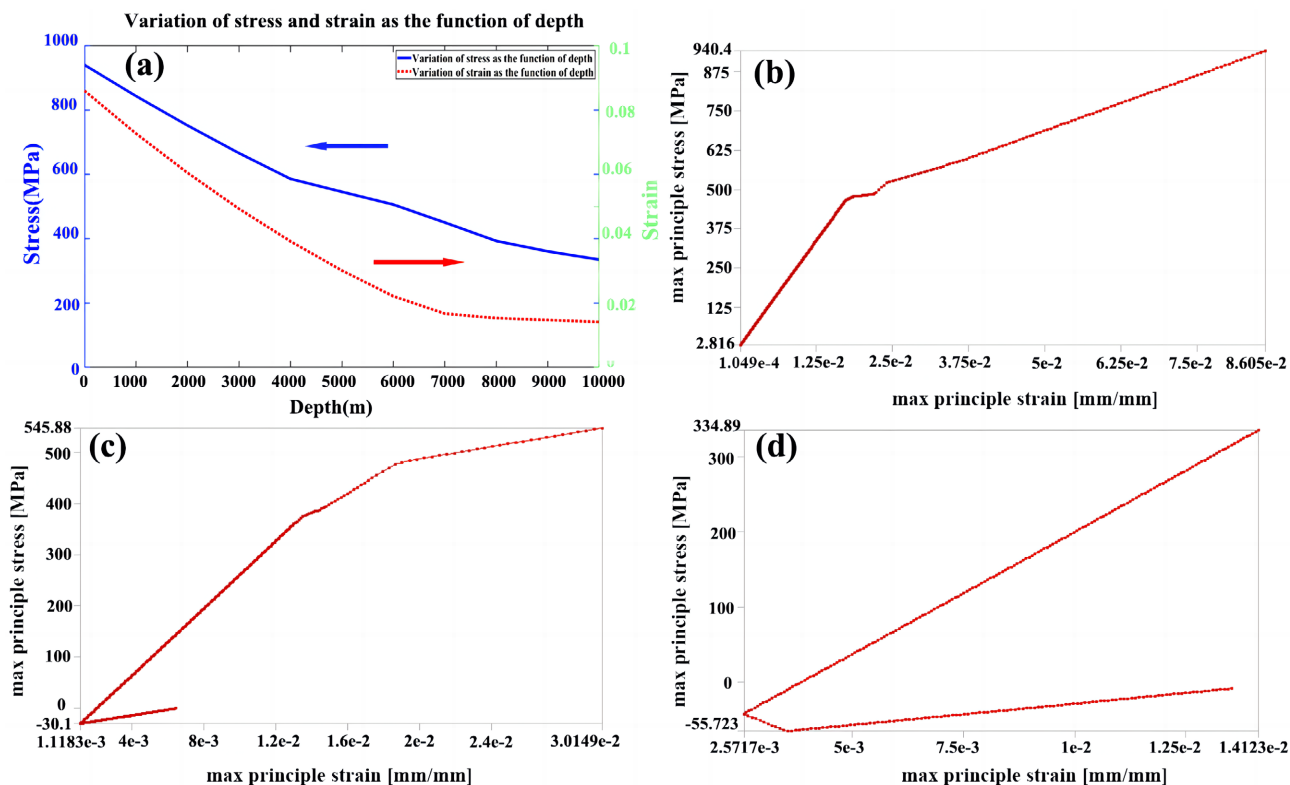 Variation of stress and strain as the function of depth
(a)
Variation of stress as the function of depth
Variation of strain as the function of depth
Stress(MPa)
1000
800
600
400
200
0
Strain
0.1
0.08
0.06
0.04
0.02
0
0 1000 2000 3000 4000 5000 6000 7000 8000 9000 10000
Depth(m)
(b)
max principle stress [MPa]
940.4
875
750
625
500
375
250
125
2.816
1.049e-4 1.25e-2 2.5e-2 3.75e-2 5e-2 6.25e-2 7.5e-2 8.605e-2
max principle strain [mm/mm]
(c)
max principle stress [MPa]
545.88
500
400
300
200
100
0
-30.1
1.1183e-3 4e-3 8e-3 1.2e-2 1.6e-2 2e-2 2.4e-2 3.0149e-2
max principle strain [mm/mm]
(d)
max principle stress [MPa]
334.89
300
200
100
0
-55.723
2.5717e-3 5e-3 7.5e-3 1e-2 1.25e-2 1.4123e-2
max principle strain [mm/mm]